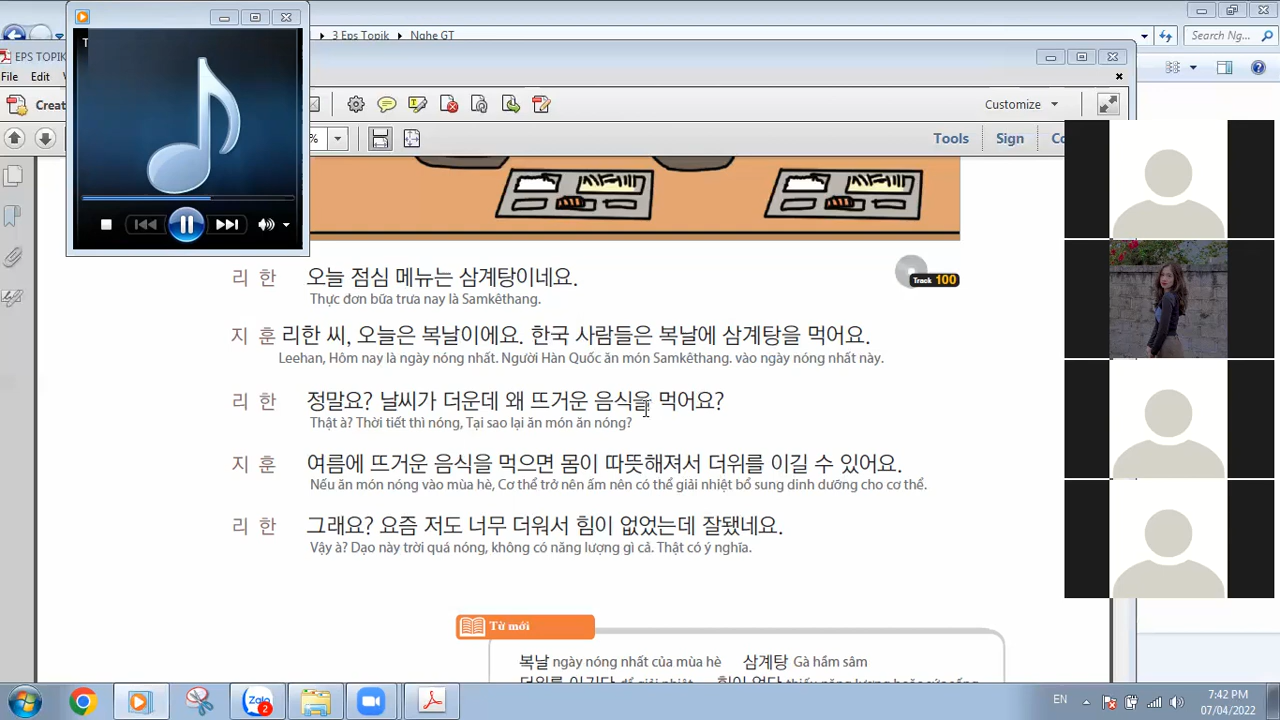 3 Eps Topik
Nghe GT
Search Ng...
EPS TOPIK
File Edit
Creat
Customize
%
Tools Sign
리 한 오늘 점심 메뉴는 삼계탕이네요.
Thực đơn bữa trưa nay là Samkêthang.
Track 100
지 훈 리한 씨, 오늘은 복날이에요. 한국 사람들은 복날에 삼계탕을 먹어요.
Leehan, Hôm nay là ngày nóng nhất. Người Hàn Quốc ăn món Samkêthang. vào ngày nóng nhất này.
리 한 정말요? 날씨가 더운데 왜 뜨거운 음식을 먹어요?
Thật à? Thời tiết thì nóng, Tại sao lại ăn món ăn nóng?
지 훈 여름에 뜨거운 음식을 먹으면 몸이 따뜻해져서 더위를 이길 수 있어요.
Nếu ăn món nóng vào mùa hè, Cơ thể trở nên ấm nên có thể giải nhiệt bổ sung dinh dưỡng cho cơ thể.
리 한 그래요? 요즘 저도 너무 더워서 힘이 없었는데 잘됐네요.
Vậy à? Dạo này trời quá nóng, không có năng lượng gì cả. Thật có ý nghĩa.
Từ mới
복날 ngày nóng nhất của mùa hè 삼계탕 Gà hầm sâm
Zalo
2
EN
7:42 PM
07/04/2022